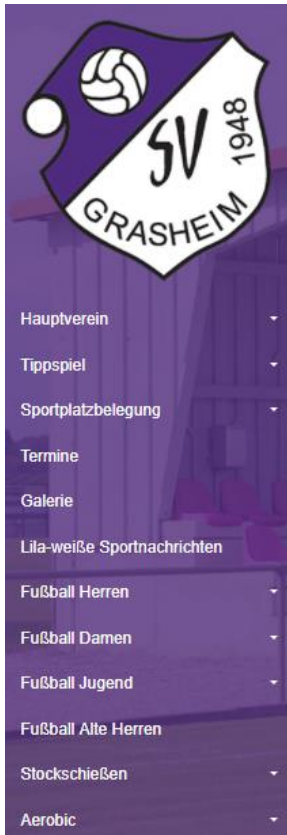 SV
GRASHEIM 1948
Hauptverein
Tippspiel
Sportplatzbelegung
Termine
Galerie
Lila-weiße Sportnachrichten
Fußball Herren
Fußball Damen
Fußball Jugend
Fußball Alte Herren
Stockschießen
Aerobic